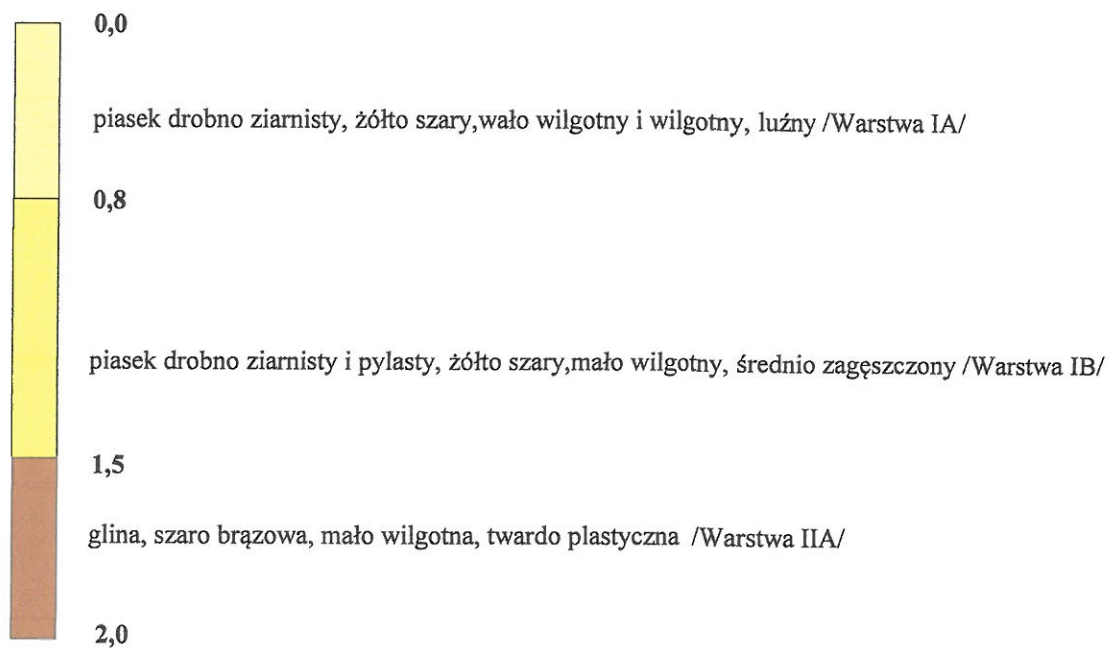 0,0
piasek drobno ziarnisty, żółto szary,wało wilgotny i wilgotny, luźny /Warstwa IA/
0,8
piasek drobno ziarnisty i pylasty, żółto szary,mało wilgotny, średnio zagęszczony /Warstwa IB/
1,5
glina, szaro brązowa, mało wilgotna, twardo plastyczna /Warstwa IIA/
2,0